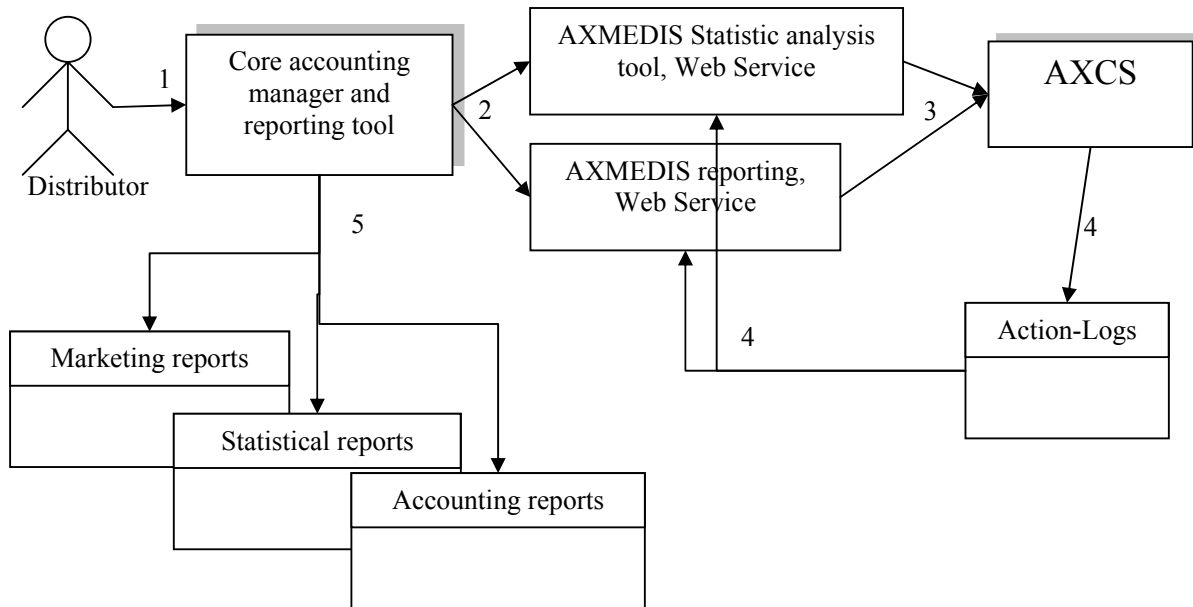 AXMEDIS Statistic analysis
tool, Web Service
AXCS
Core accounting
manager and
reporting tool
1
2
3
AXMEDIS reporting,
Web Service
Distributor
5
4
Action-Logs
4
Marketing reports
Statistical reports
Accounting reports